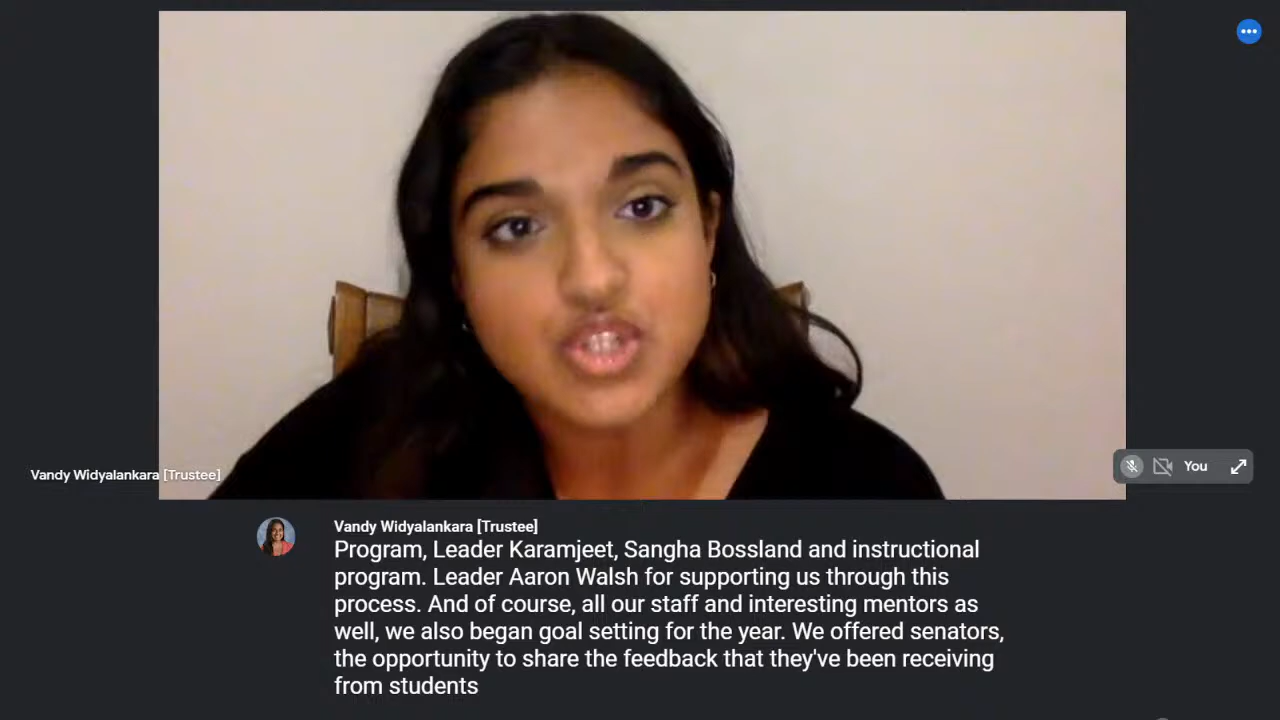 Vandy Widyalankara [Trustee]
You
Vandy Widyalankara [Trustee]
Program, Leader Karamjeet, Sangha Bossland and instructional
program. Leader Aaron Walsh for supporting us through this
process. And of course, all our staff and interesting mentors as
well, we also began goal setting for the year. We offered senators,
the opportunity to share the feedback that they've been receiving
from students